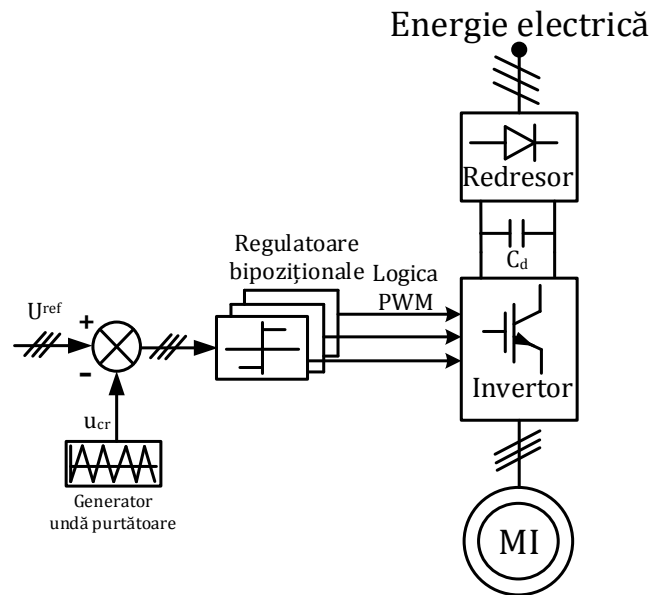 Energie electrică
Redresor
Cd
Regulatoare
bipoziționale
Logica
PWM
Uref
+
-
ucr
Invertor
Generator
undă purtătoare
MI